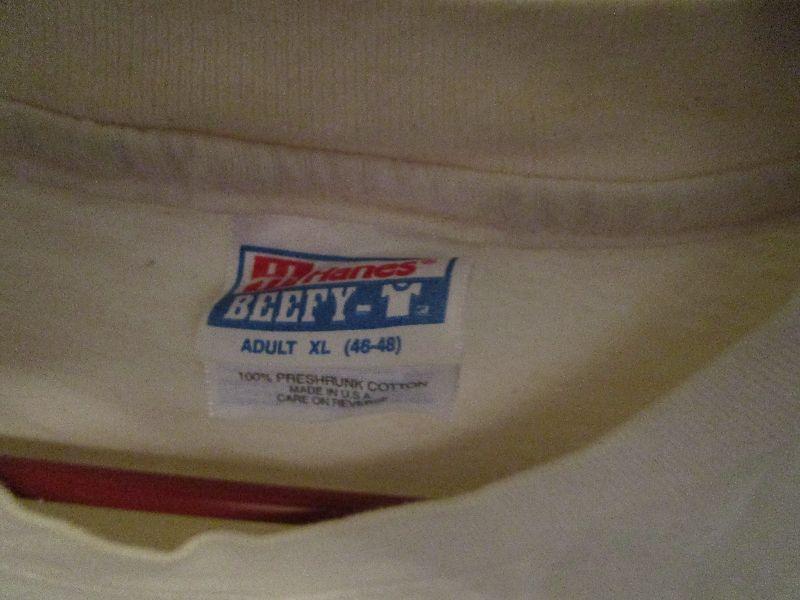 Hanes
BEEFY-T
ADULT XL (46-48)
100% PRESHRUNK COTTON
MADE IN U.S.A.
CARE ON REVERSE